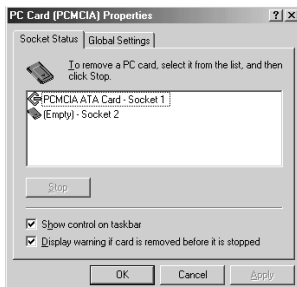 PC Card (PCMCIA) Properties
Socket Status
Global Settings
To remove a PC card, select it from the list, and then
click Stop.
PCMCIA ATA Card - Socket 1
(Empty) - Socket 2
Stop
Show control on taskbar
Display warning if card is removed before it is stopped
OK
Cancel
Apply